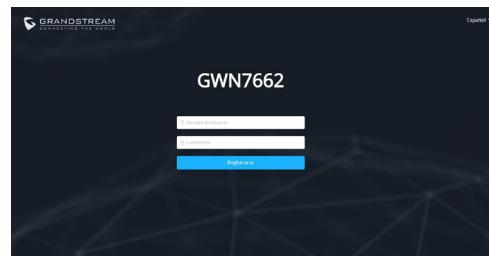 GRANDSTREAM
CONNECTING THE WORLD
Español
GWN7662
Nombre de Usuario
Contraseña
Registrarse